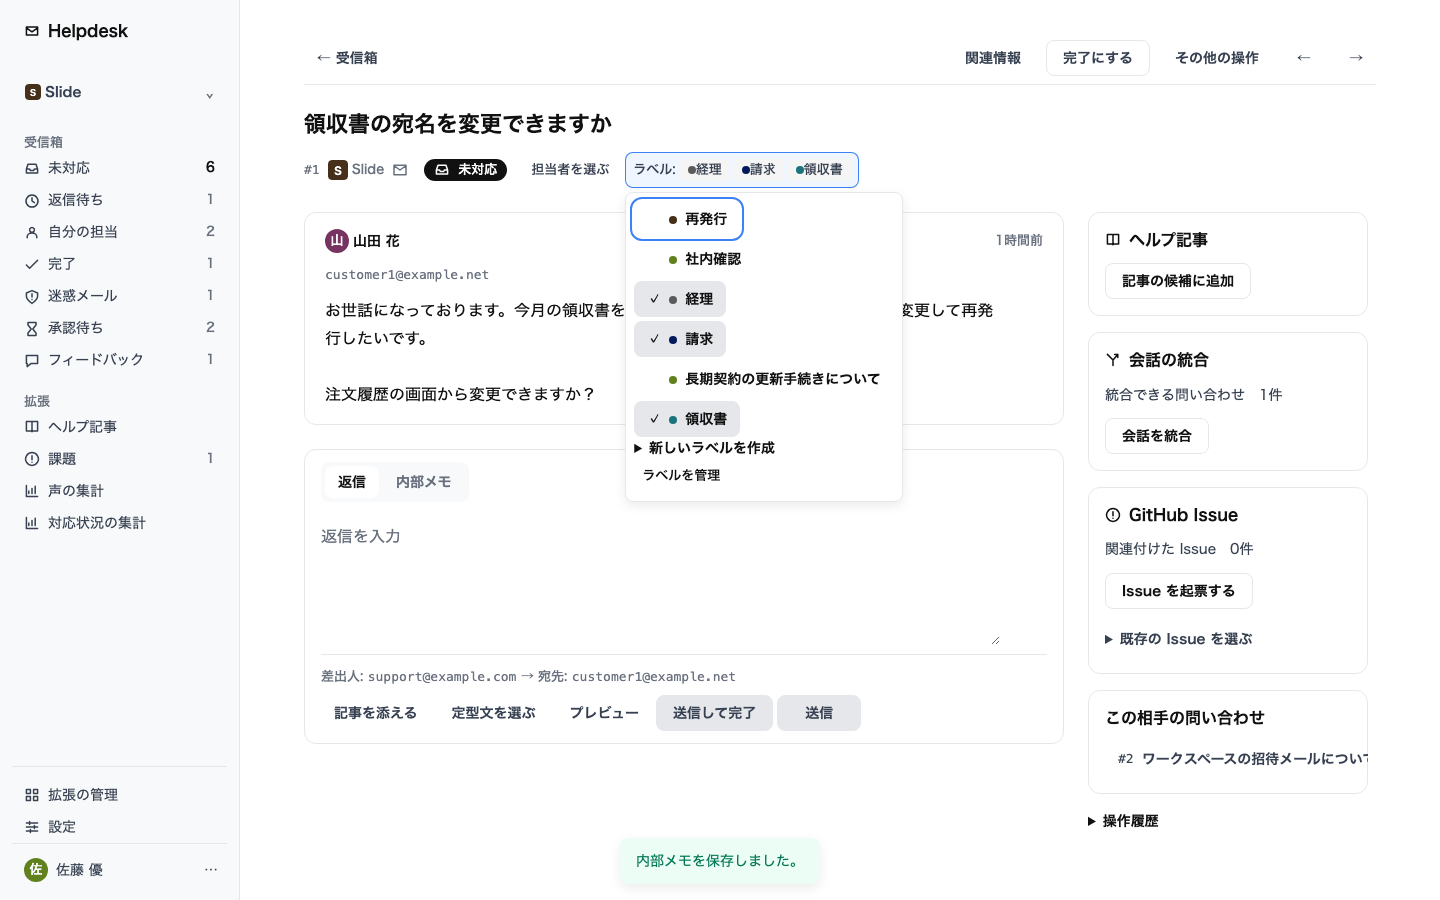 Helpdesk
S Slide
受信箱
未対応 6
返信待ち 1
自分の担当 2
完了 1
迷惑メール 1
承認待ち 2
フィードバック 1
拡張
ヘルプ記事
課題 1
声の集計
対応状況の集計
拡張の管理
設定
佐 佐藤 優 …
← 受信箱
関連情報 完了にする その他の操作 ← →
領収書の宛名を変更できますか
#1 S Slide 未対応 担当者を選ぶ ラベル: 経理 請求 領収書
再発行
社内確認
✓ 経理
✓ 請求
長期契約の更新手続きについて
✓ 領収書
▶ 新しいラベルを作成
ラベルを管理
山 山田 花 1時間前
customer1@example.net
お世話になっております。今月の領収書を 変更して再発
行したいです。
注文履歴の画面から変更できますか？
返信 内部メモ
返信を入力
差出人: support@example.com → 宛先: customer1@example.net
記事を添える 定型文を選ぶ プレビュー 送信して完了 送信
ヘルプ記事
記事の候補に追加
会話の統合
統合できる問い合わせ 1件
会話を統合
GitHub Issue
関連付けた Issue 0件
Issue を起票する
▶ 既存の Issue を選ぶ
この相手の問い合わせ
#2 ワークスペースの招待メールについ
▶ 操作履歴
内部メモを保存しました。